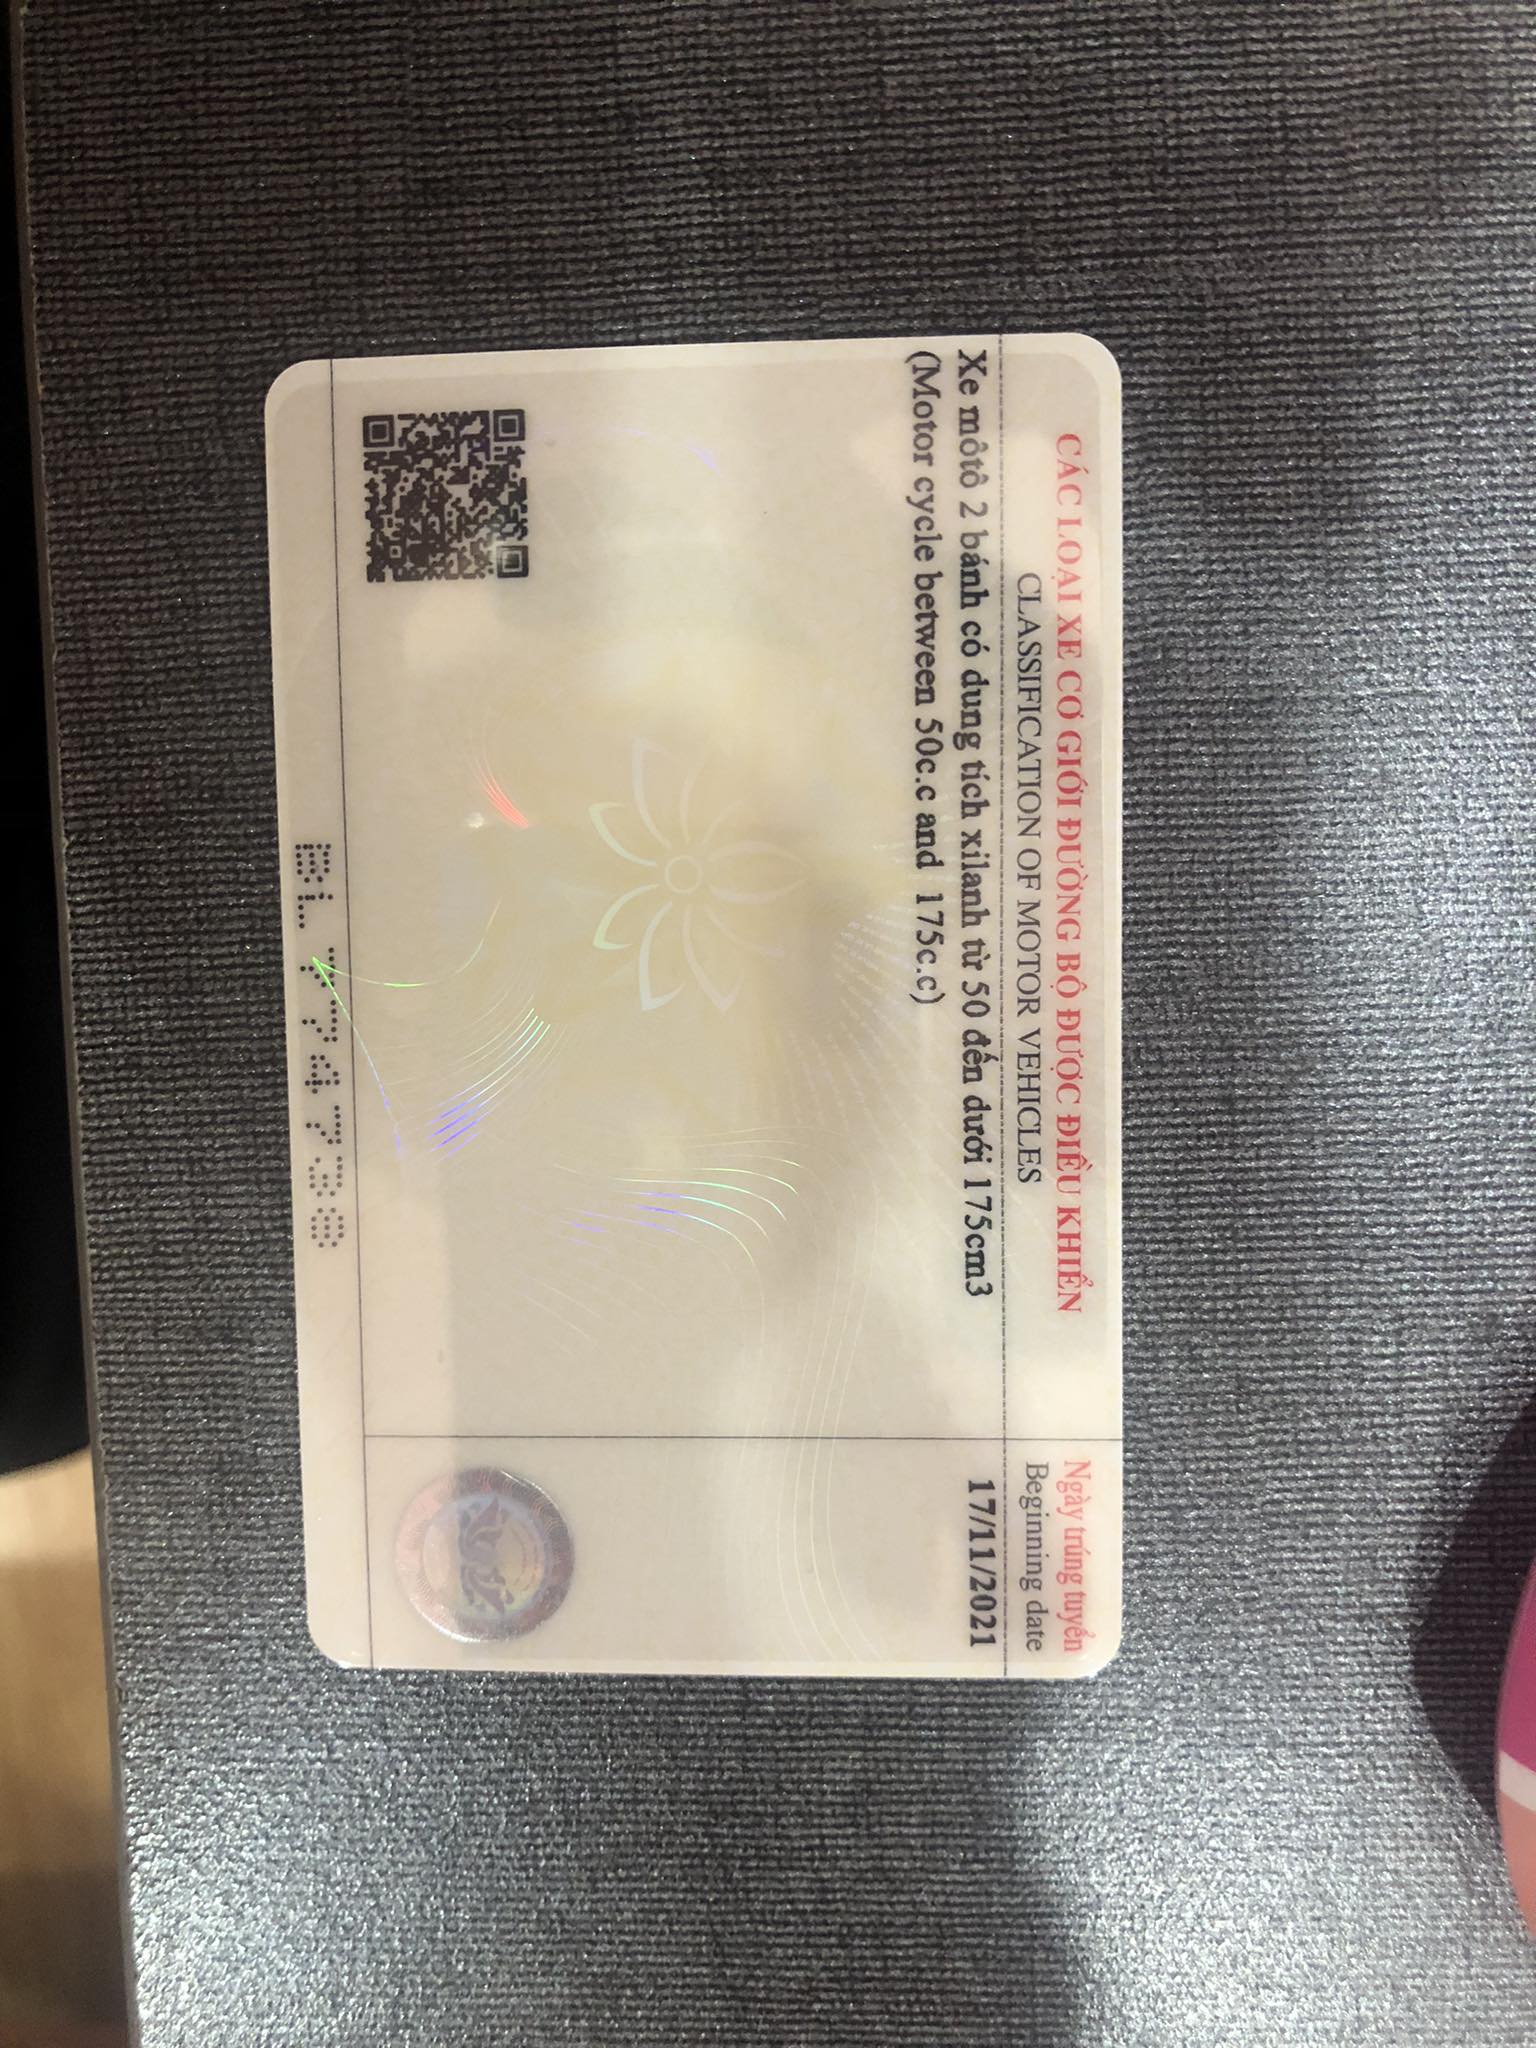 CÁC LOẠI XE CƠ GIỚI ĐƯỜNG BỘ ĐƯỢC ĐIỀU KHIỂN
CLASSIFICATION OF MOTOR VEHICLES
Ngày trúng tuyển
Beginning date
Xe môtô 2 bánh có dung tích xilanh từ 50 đến dưới 175cm3
(Motor cycle between 50c.c and 175c.c)
17/11/2021
BL 774738